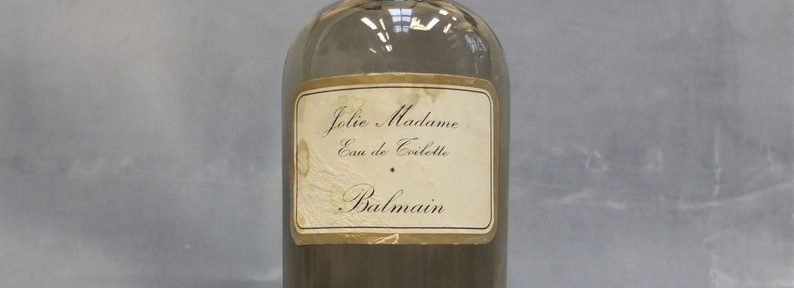 Jolie Madame
Eau de Toilette
*
Balmain